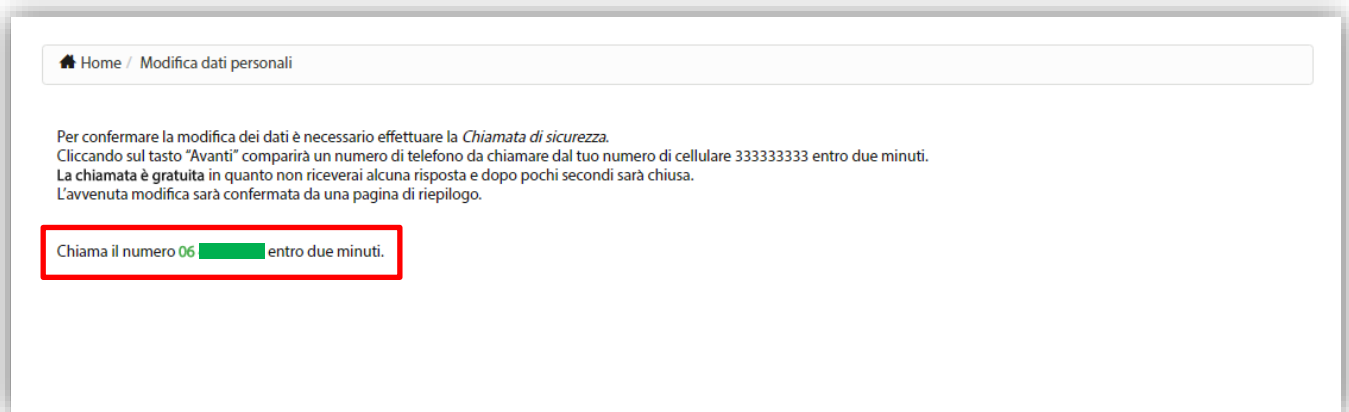 Home / Modifica dati personali
Per confermare la modifica dei dati è necessario effettuare la Chiamata di sicurezza.
Cliccando sul tasto “Avanti” comparirà un numero di telefono da chiamare dal tuo numero di cellulare 333333333 entro due minuti.
La chiamata è gratuita in quanto non riceverai alcuna risposta e dopo pochi secondi sarà chiusa.
L’avvenuta modifica sarà confermata da una pagina di riepilogo.
Chiama il numero 06 entro due minuti.